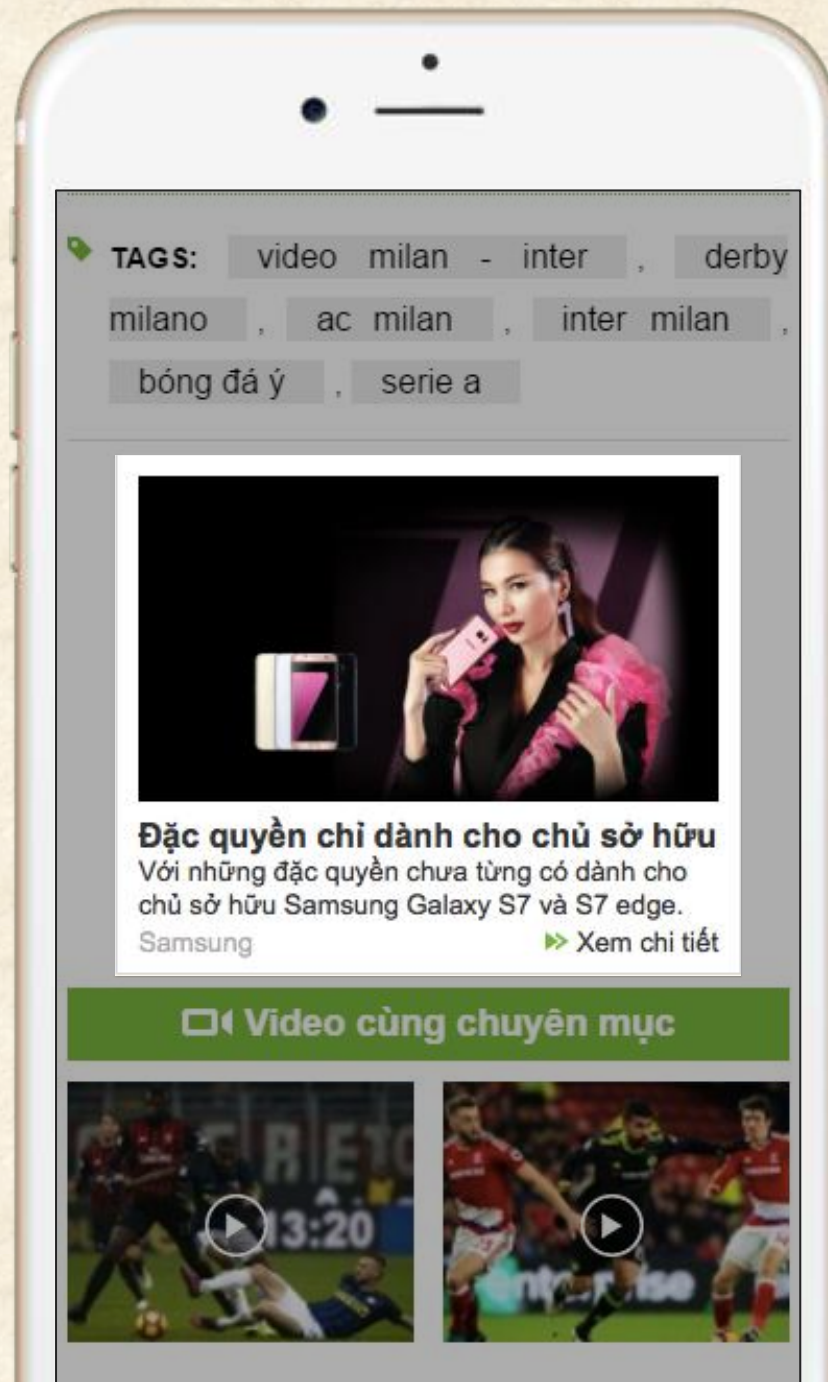 TAGS: video milan - inter , derby
milano , ac milan , inter milan ,
bóng đá ý , serie a
Đặc quyền chỉ dành cho chủ sở hữu
Với những đặc quyền chưa từng có dành cho
chủ sở hữu Samsung Galaxy S7 và S7 edge.
Samsung Xem chi tiết
Video cùng chuyên mục
13:20